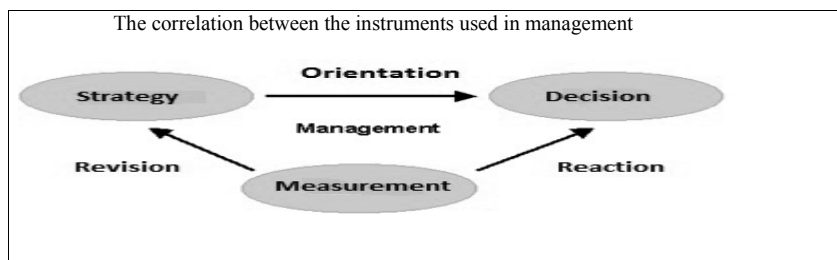 The correlation between the instruments used in management
Orientation
Strategy
Decision
Management
Revision
Reaction
Measurement